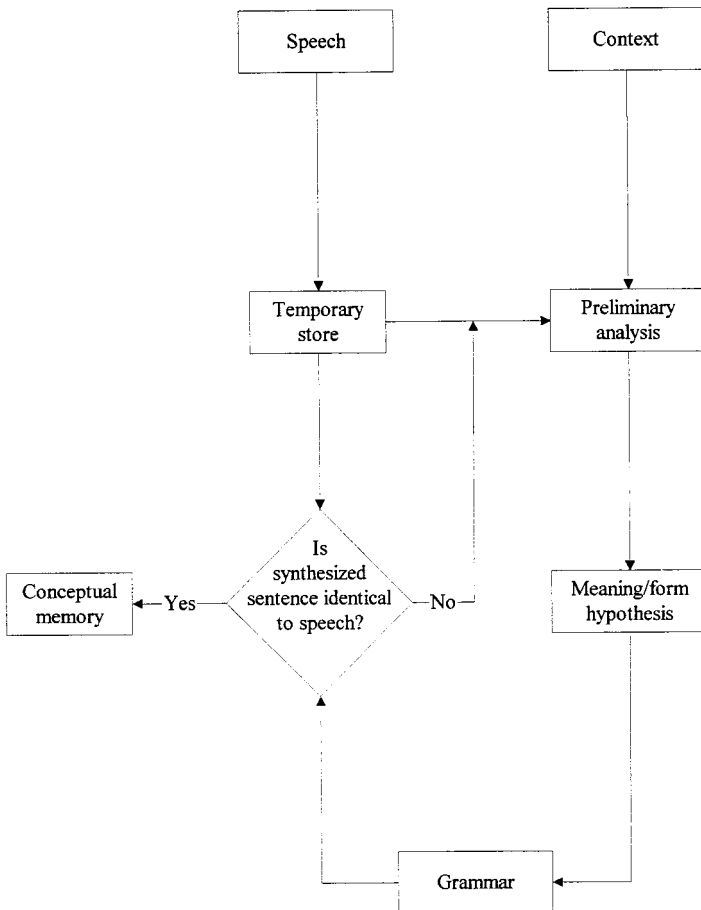 Speech
Context
Temporary
store
Preliminary
analysis
Is
synthesized
sentence identical
to speech?
Conceptual
memory
Yes
No
Meaning/form
hypothesis
Grammar